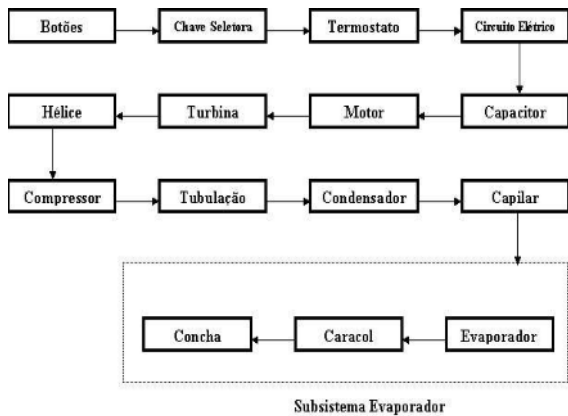 Botões
Chave Seletora
Termostato
Circuito Elétrico
Hélice
Turbina
Motor
Capacitor
Compressor
Tubulação
Condensador
Capilar
Concha
Caracol
Evaporador
Subsistema Evaporador